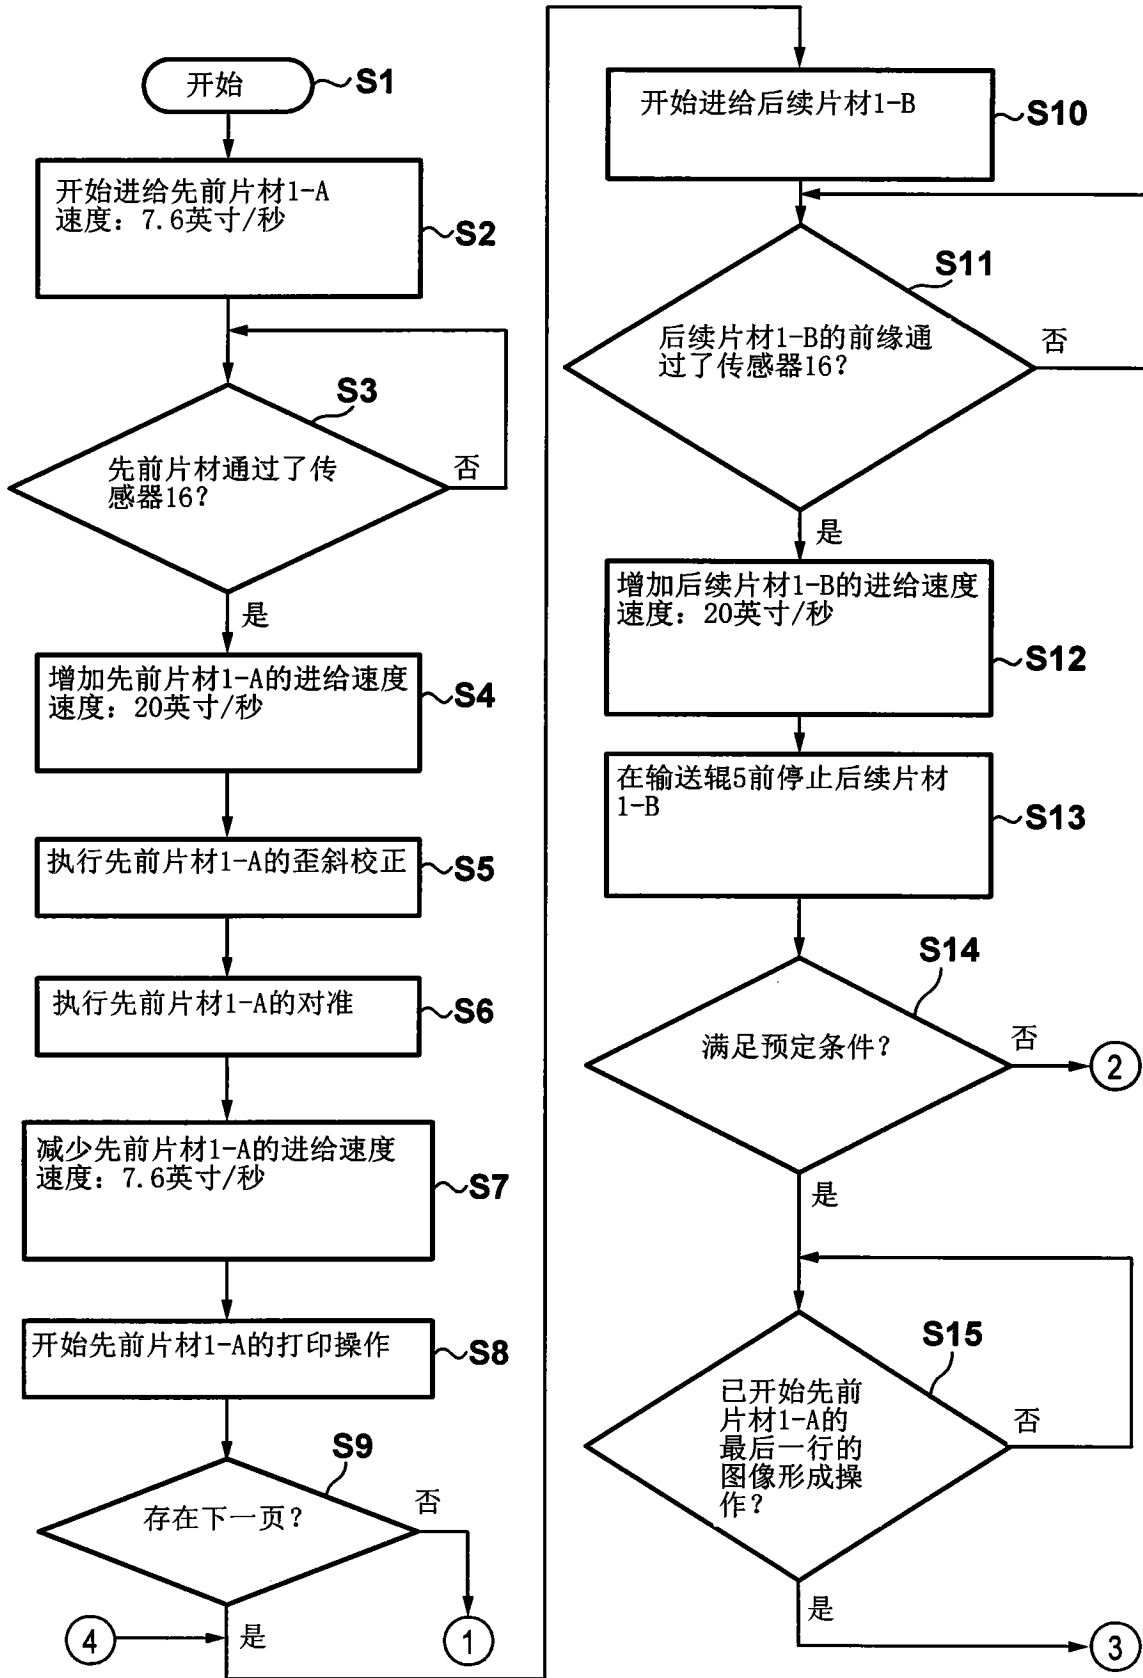 开始
S1
开始进给先前片材1-A
速度：7.6英寸/秒
S2
S3
先前片材通过了传
感器16?
否
是
增加先前片材1-A的进给速度
速度：20英寸/秒
S4
执行先前片材1-A的歪斜校正
S5
执行先前片材1-A的对准
S6
减少先前片材1-A的进给速度
速度：7.6英寸/秒
S7
开始先前片材1-A的打印操作
S8
S9
存在下一页?
否
是
4
1
开始进给后续片材1-B
S10
S11
后续片材1-B的前缘通
过了传感器16?
否
是
增加后续片材1-B的进给速度
速度：20英寸/秒
S12
在输送辊5前停止后续片材
1-B
S13
S14
满足预定条件?
否
2
是
S15
已开始先前
片材1-A的
最后一行的
图像形成操
作?
否
是
3